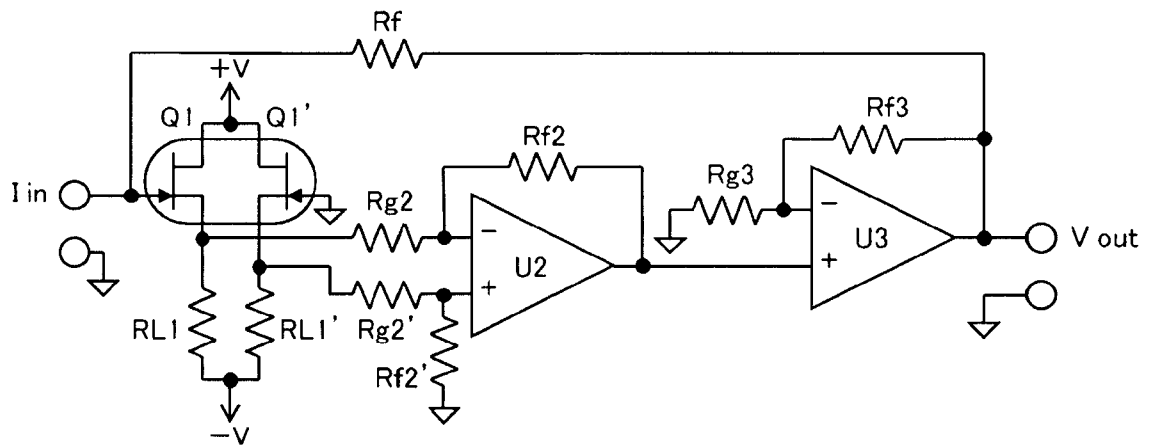 Rf
+V
Q1 Q1'
Rf3
Rf2
Rg3
I in
Rg2
−
−
U3
V out
U2
+
+
RL1 RL1'
Rg2'
Rf2'
−V